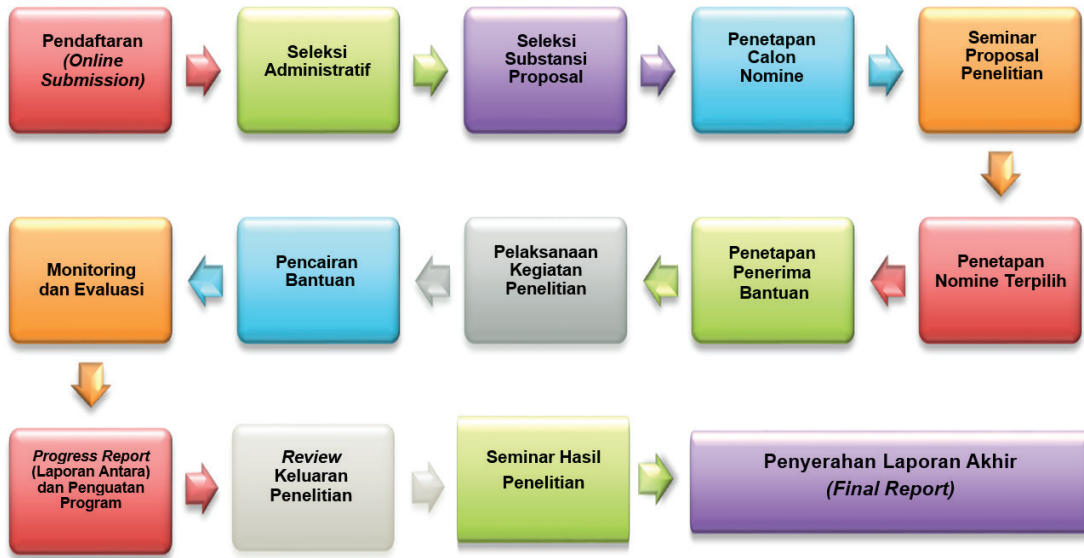 Pendaftaran
(Online
Submission)
Seleksi
Administratif
Seleksi
Substansi
Proposal
Penetapan
Calon
Nomine
Seminar
Proposal
Penelitian
Penetapan
Nomine Terpilih
Penetapan
Penerima
Bantuan
Pelaksanaan
Kegiatan
Penelitian
Pencairan
Bantuan
Monitoring
dan Evaluasi
Progress Report
(Laporan Antara)
dan Penguatan
Program
Review
Keluaran
Penelitian
Seminar Hasil
Penelitian
Penyerahan Laporan Akhir
(Final Report)